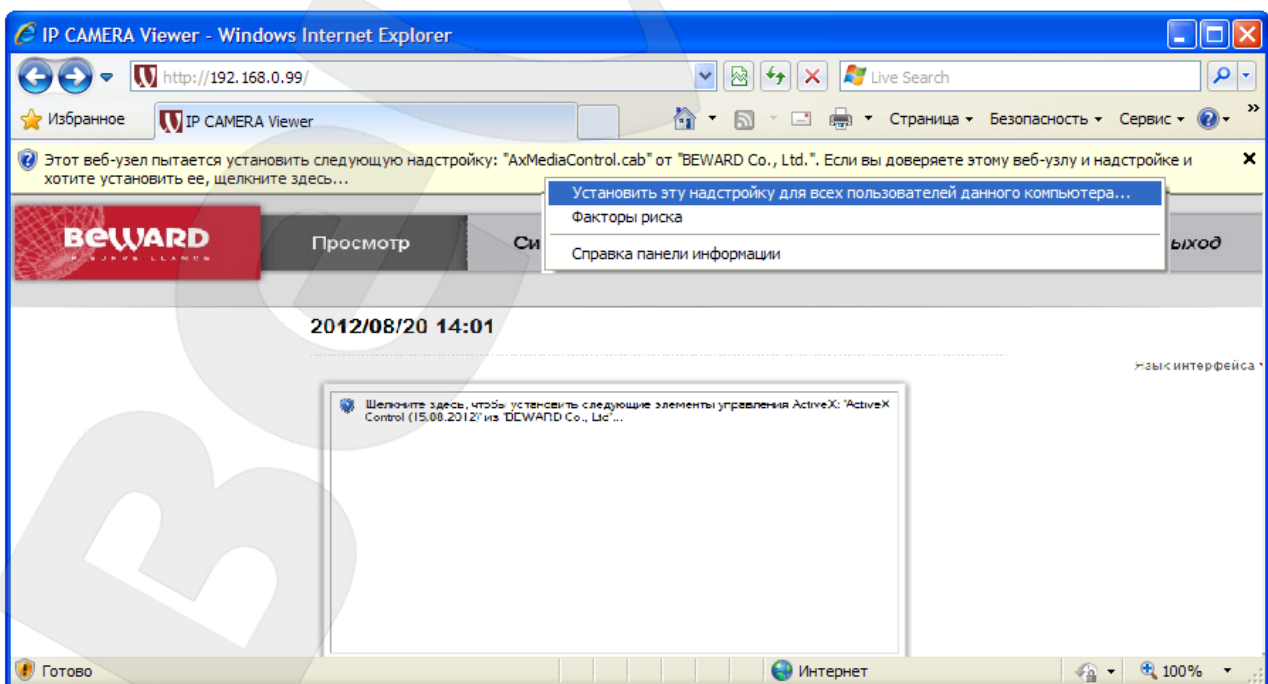 IP CAMERA Viewer - Windows Internet Explorer
http://192.168.0.99/
Live Search
Избранное
IP CAMERA Viewer
Страница
Безопасность
Сервис
»
Этот веб-узел пытается установить следующую надстройку: "AxMediaControl.cab" от "BEWARD Co., Ltd.". Если вы доверяете этому веб-узлу и надстройке и
хотите установить ее, щелкните здесь...
Установить эту надстройку для всех пользователей данного компьютера...
Факторы риска
Справка панели информации
BEWARD
Просмотр
Си
ыход
2012/08/20 14:01
Язык интерфейса
Щелкните здесь, чтобы установить следующие элементы управления ActiveX: 'ActiveX
Control (15.08.2012)' из 'BEWARD Co., Ltd'...
Готово
Интернет
100%